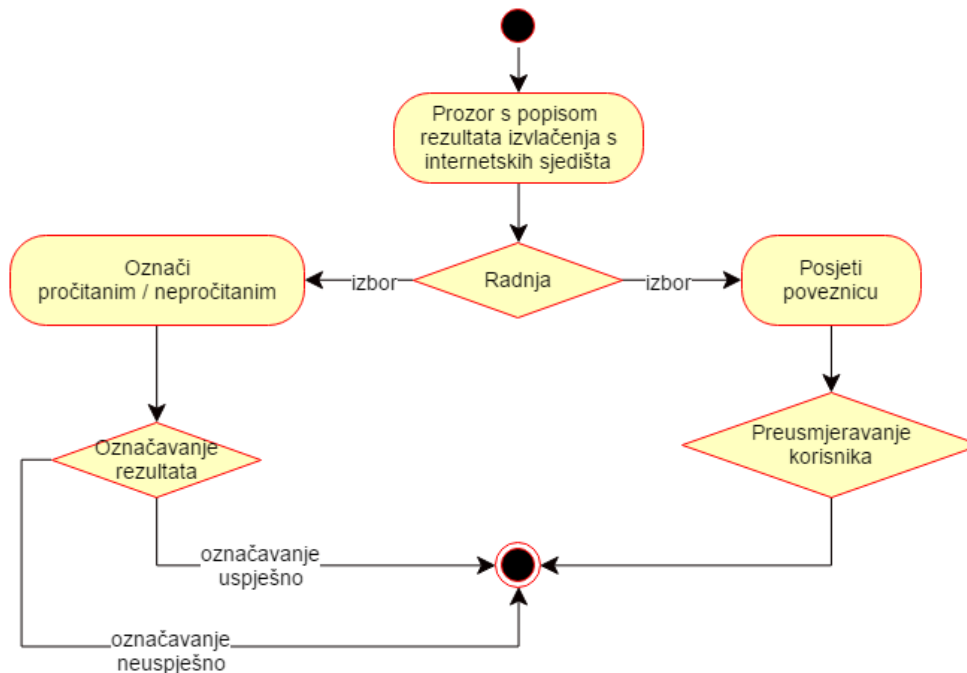 Prozor s popisom
rezultata izvlačenja s
internetskih sjedišta
Označi
pročitanim / nepročitanim
izbor
Radnja
izbor
Posjeti
poveznicu
Označavanje
rezultata
Preusmjeravanje
korisnika
označavanje
uspješno
označavanje
neuspješno